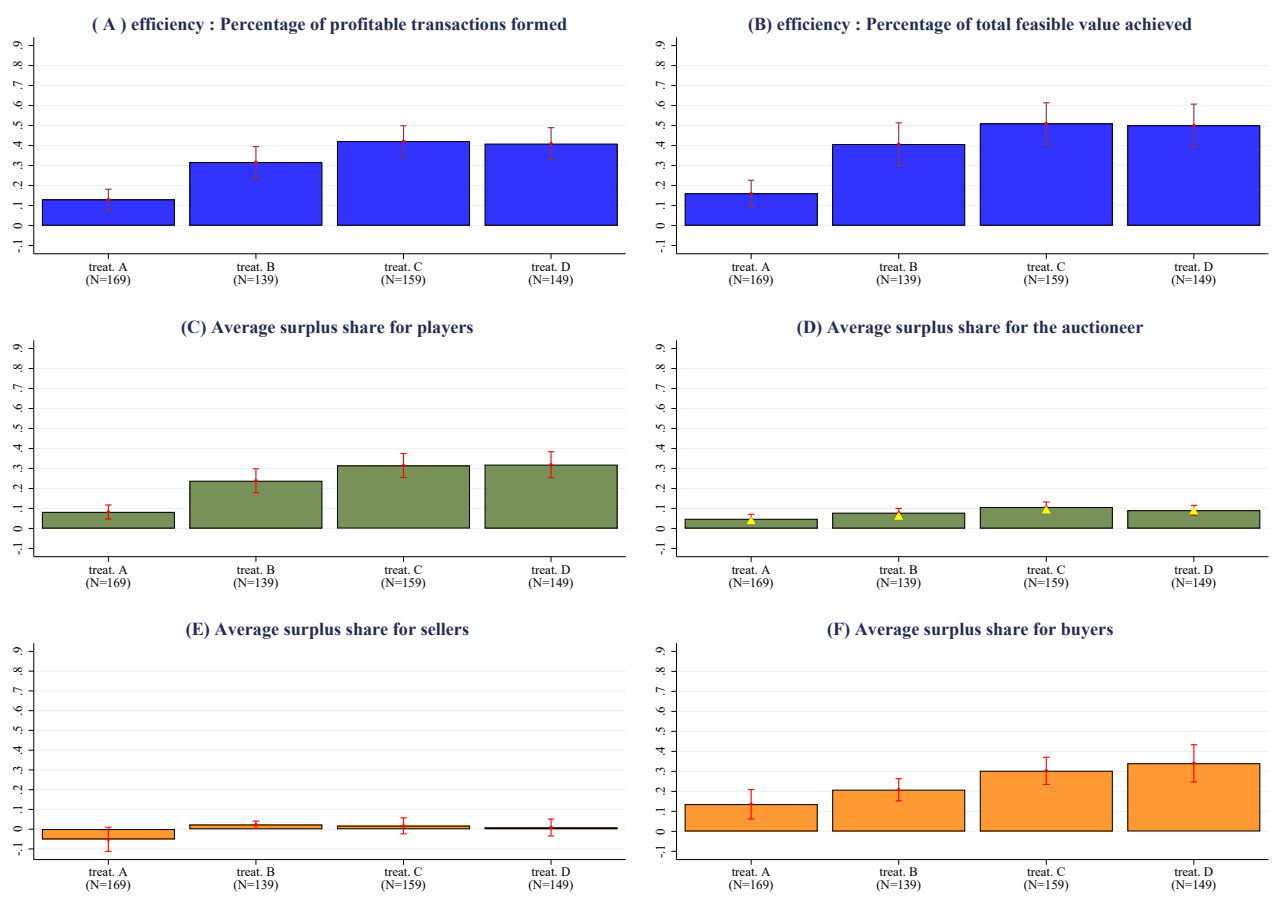 ( A ) efficiency : Percentage of profitable transactions formed
-.1 0 .1 .2 .3 .4 .5 .6 .7 .8 .9
treat. A treat. B treat. C treat. D
(N=169) (N=139) (N=159) (N=149)
(B) efficiency : Percentage of total feasible value achieved
-.1 0 .1 .2 .3 .4 .5 .6 .7 .8 .9
treat. A treat. B treat. C treat. D
(N=169) (N=139) (N=159) (N=149)
(C) Average surplus share for players
-.1 0 .1 .2 .3 .4 .5 .6 .7 .8 .9
treat. A treat. B treat. C treat. D
(N=169) (N=139) (N=159) (N=149)
(D) Average surplus share for the auctioneer
-.1 0 .1 .2 .3 .4 .5 .6 .7 .8 .9
treat. A treat. B treat. C treat. D
(N=169) (N=139) (N=159) (N=149)
(E) Average surplus share for sellers
-.1 0 .1 .2 .3 .4 .5 .6 .7 .8 .9
treat. A treat. B treat. C treat. D
(N=169) (N=139) (N=159) (N=149)
(F) Average surplus share for buyers
-.1 0 .1 .2 .3 .4 .5 .6 .7 .8 .9
treat. A treat. B treat. C treat. D
(N=169) (N=139) (N=159) (N=149)